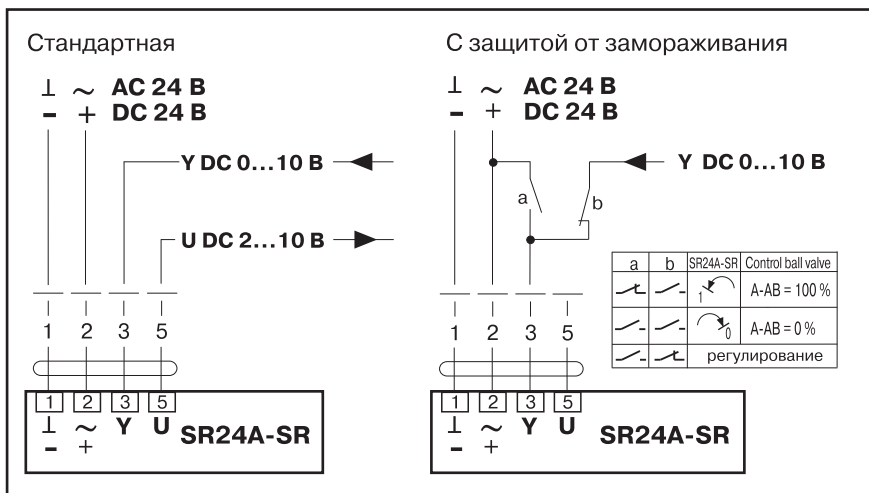 Стандартная
⊥ ~ AC 24 В
- + DC 24 В
Y DC 0...10 В
U DC 2...10 В
1 2 3 5
1 2 3 5
⊥ ~ Y U
- +
SR24A-SR
С защитой от замораживания
⊥ ~ AC 24 В
- + DC 24 В
Y DC 0...10 В
a
b
a b SR24A-SR Control ball valve
1 A-AB = 100 %
0 A-AB = 0 %
регулирование
1 2 3 5
1 2 3 5
⊥ ~ Y U
- +
SR24A-SR